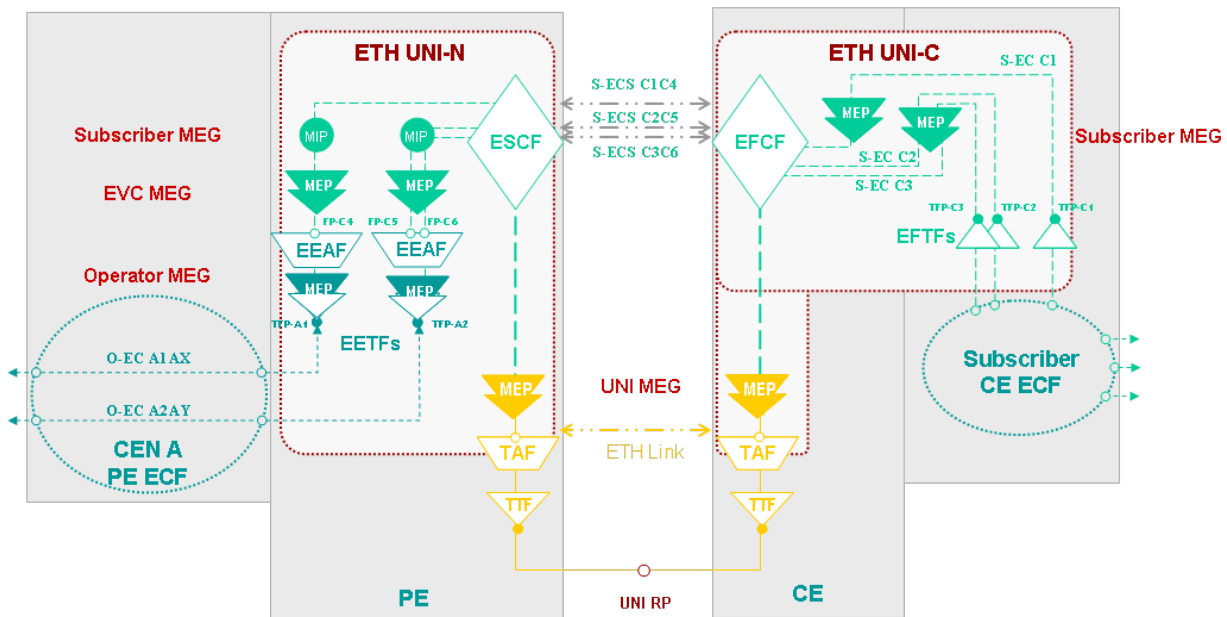 ETH UNI-N
ETH UNI-C
S-EC C1
S-ECS C1C4
MEP
MEP
Subscriber MEG
MIP
MIP
ESCF
S-ECS C2C5
EFCF
Subscriber MEG
S-ECS C3C6
S-EC C2
S-EC C3
EVC MEG
MEP
MEP
FP-C4
FP-C5
FP-C6
TFP-C3
TFP-C2
TFP-C1
EEAF
EEAF
EFTFs
Operator MEG
MEP
MEP
TFP-A1
TFP-A2
EETFs
O-EC A1AX
Subscriber
CE ECF
MEP
UNI MEG
MEP
O-EC A2AY
CEN A
PE ECF
TAF
ETH Link
TAF
TTF
TTF
PE
UNI RP
CE